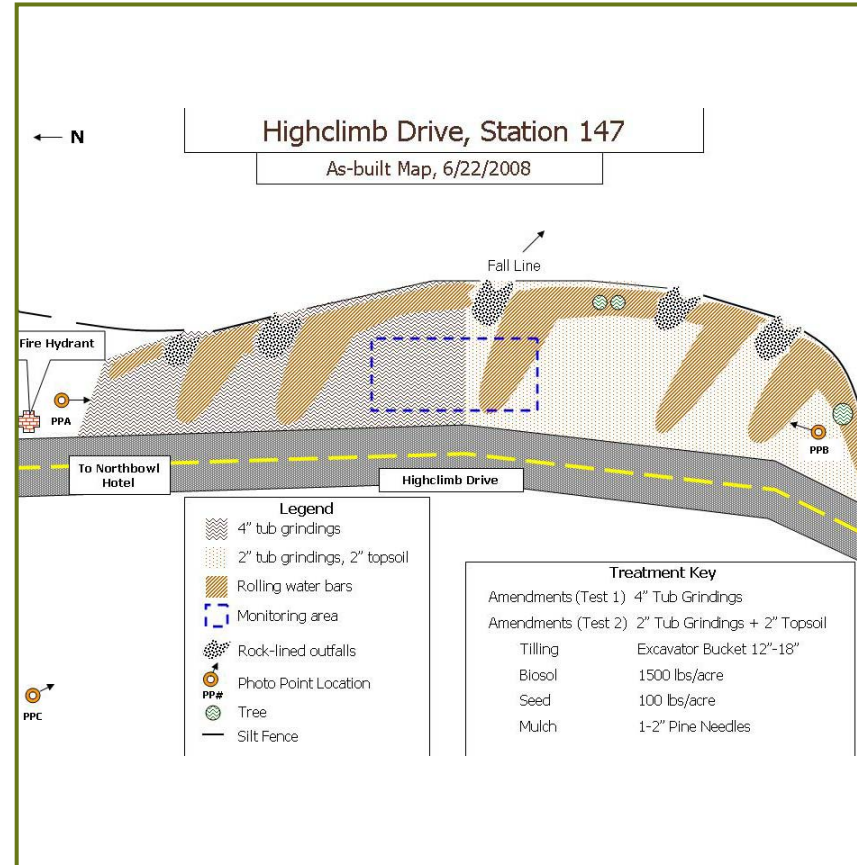 N
Highclimb Drive, Station 147
As-built Map, 6/22/2008
Fall Line
Fire Hydrant
PPA
PPB
To Northbowl
Hotel
Highclimb Drive
Legend
4" tub grindings
2" tub grindings, 2" topsoil
Rolling water bars
Monitoring area
Rock-lined outfalls
PP# Photo Point Location
Tree
Silt Fence
PPC
Treatment Key
Amendments (Test 1) 4" Tub Grindings
Amendments (Test 2) 2" Tub Grindings + 2" Topsoil
Tilling Excavator Bucket 12"-18"
Biosol 1500 lbs/acre
Seed 100 lbs/acre
Mulch 1-2" Pine Needles